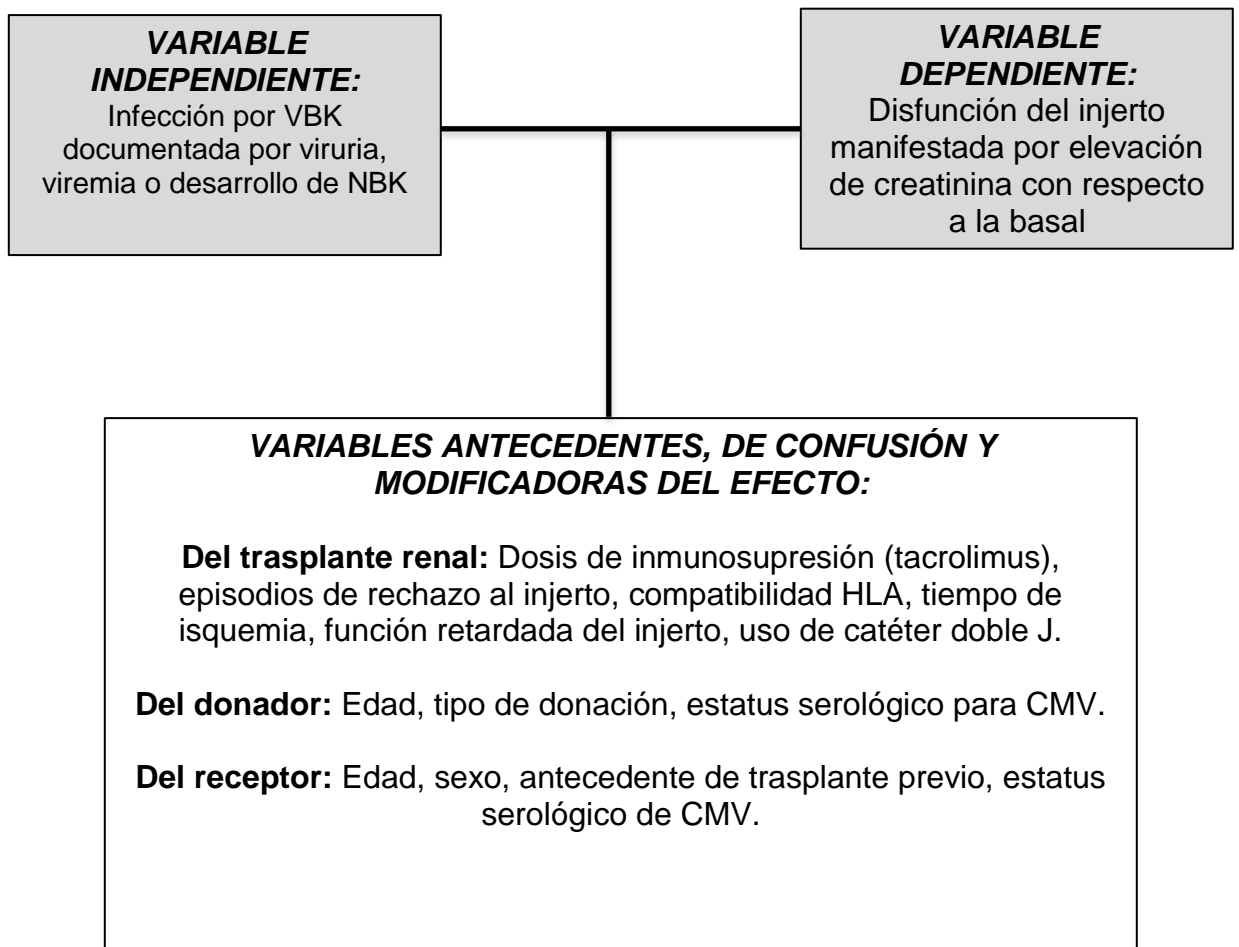 VARIABLE
INDEPENDIENTE:
Infección por VBK
documentada por viruria,
viremia o desarrollo de NBK
VARIABLE
DEPENDIENTE:
Disfunción del injerto
manifestada por elevación
de creatinina con respecto
a la basal
VARIABLES ANTECEDENTES, DE CONFUSIÓN Y
MODIFICADORAS DEL EFECTO:
Del trasplante renal: Dosis de inmunosupresión (tacrolimus),
episodios de rechazo al injerto, compatibilidad HLA, tiempo de
isquemia, función retardada del injerto, uso de catéter doble J.
Del donador: Edad, tipo de donación, estatus serológico para CMV.
Del receptor: Edad, sexo, antecedente de trasplante previo, estatus
serológico de CMV.